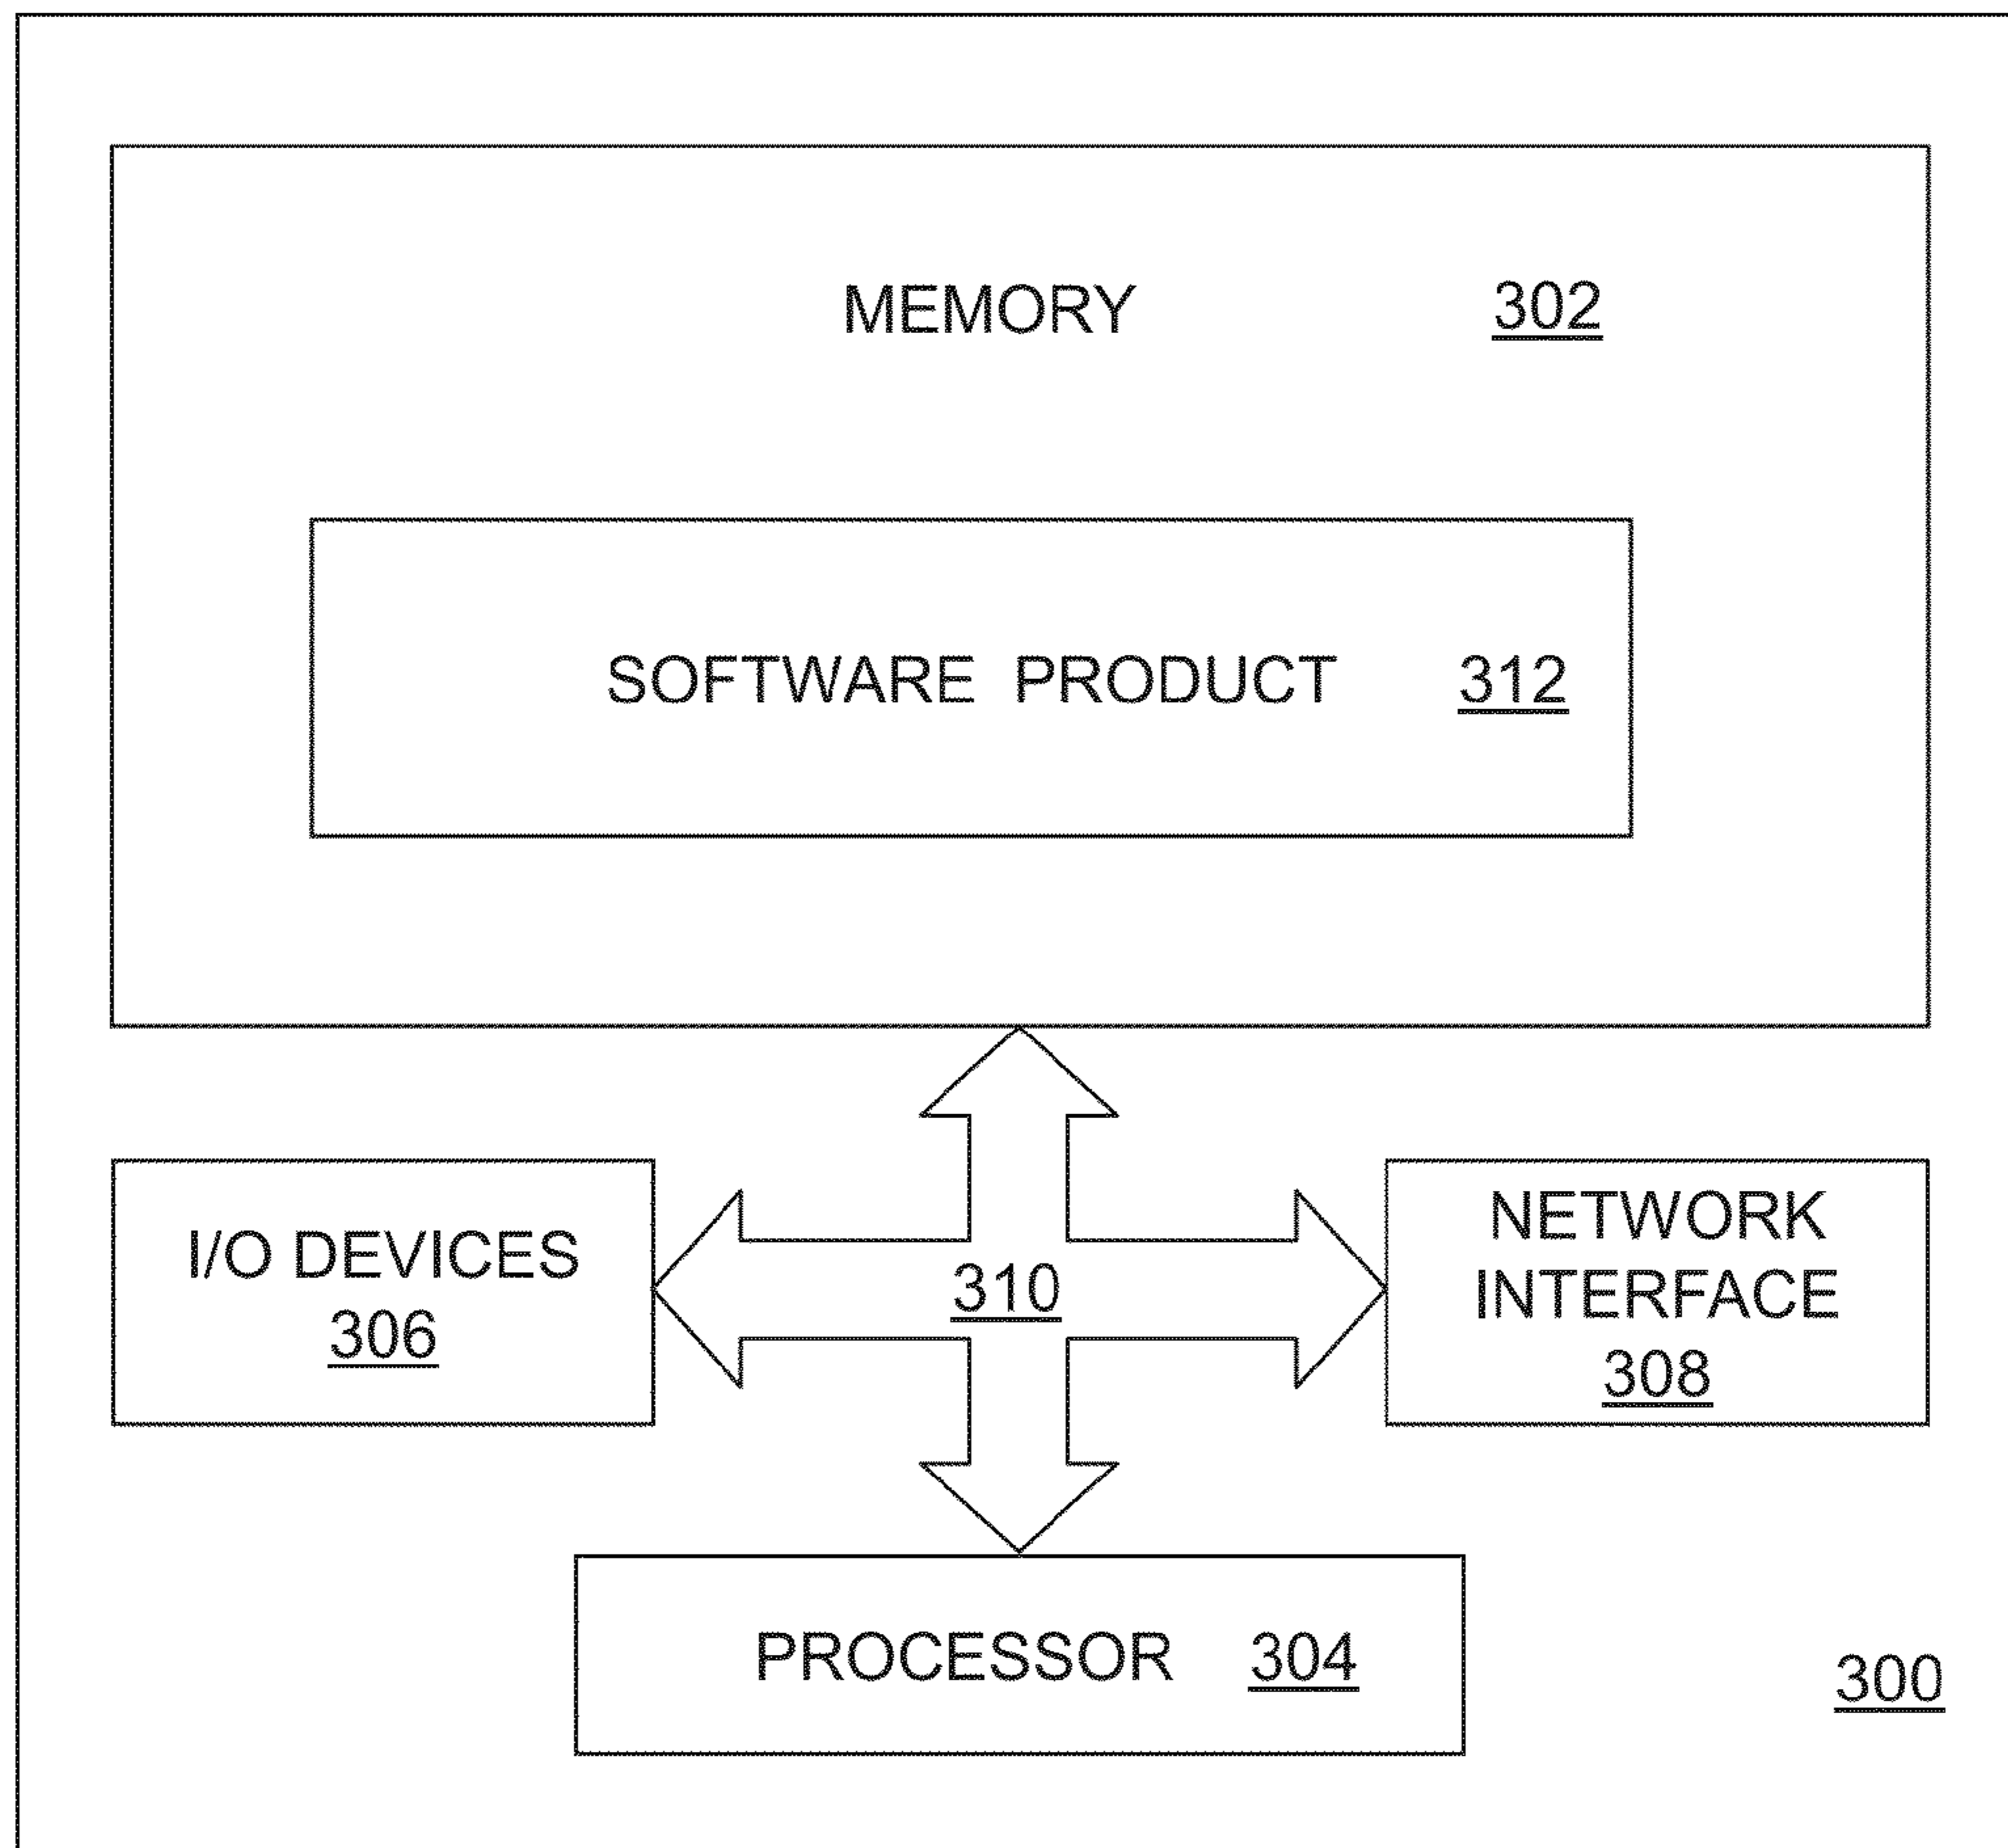 MEMORY 302
SOFTWARE PRODUCT 312
I/O DEVICES
306
310
NETWORK
INTERFACE
308
PROCESSOR 304
300